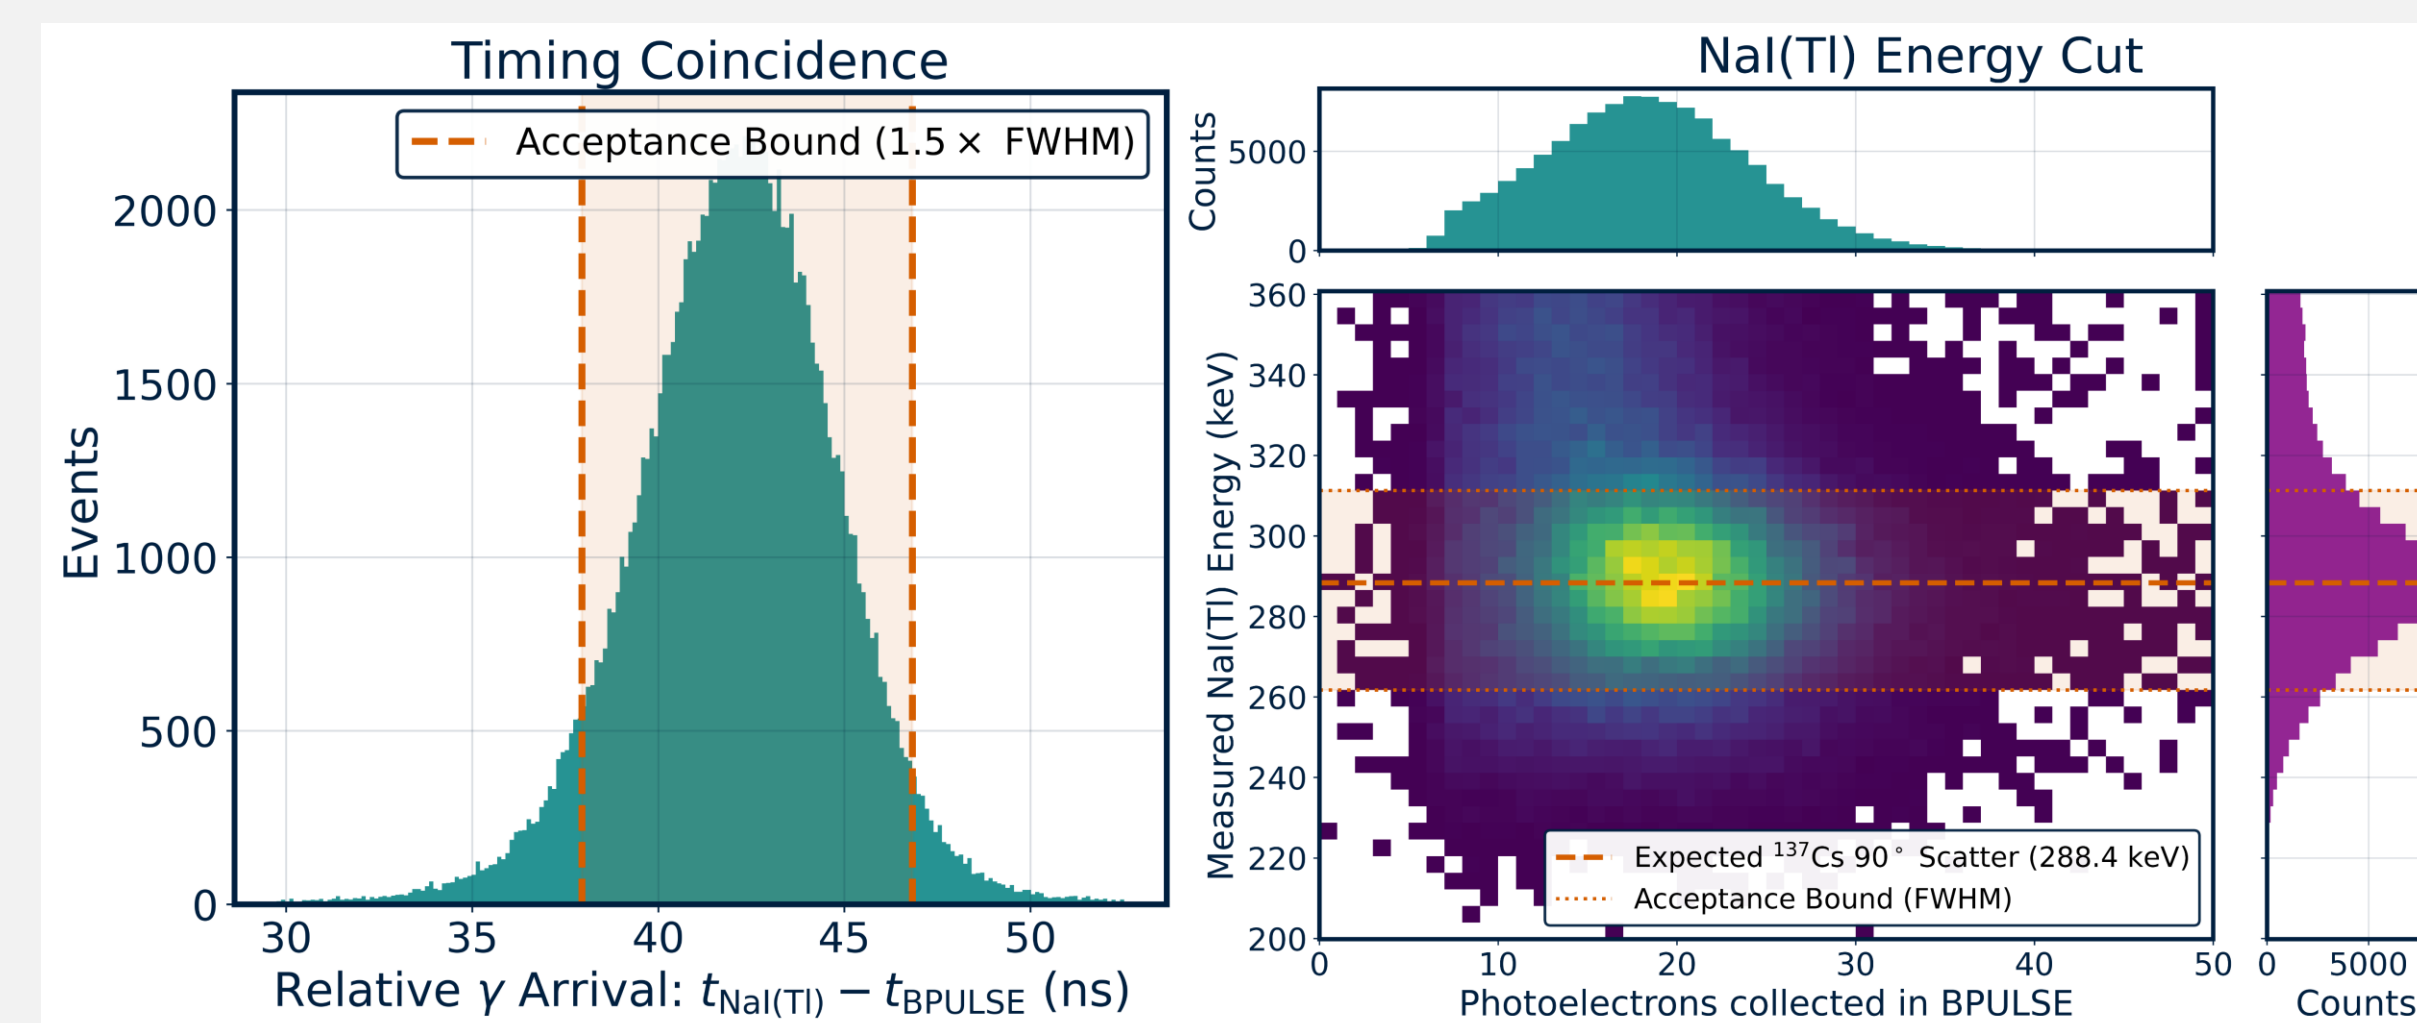 Timing Coincidence
Acceptance Bound (1.5× FWHM)
Events
2000
1500
1000
500
0
30 35 40 45 50
Relative γ Arrival: t_NaI(Tl) − t_BPULSE (ns)
NaI(Tl) Energy Cut
Counts
5000
0
Measured NaI(Tl) Energy (keV)
360
340
320
300
280
260
240
220
200
Expected ¹³⁷Cs 90° Scatter (288.4 keV)
Acceptance Bound (FWHM)
0 10 20 30 40 50
Photoelectrons collected in BPULSE
0 5000
Counts